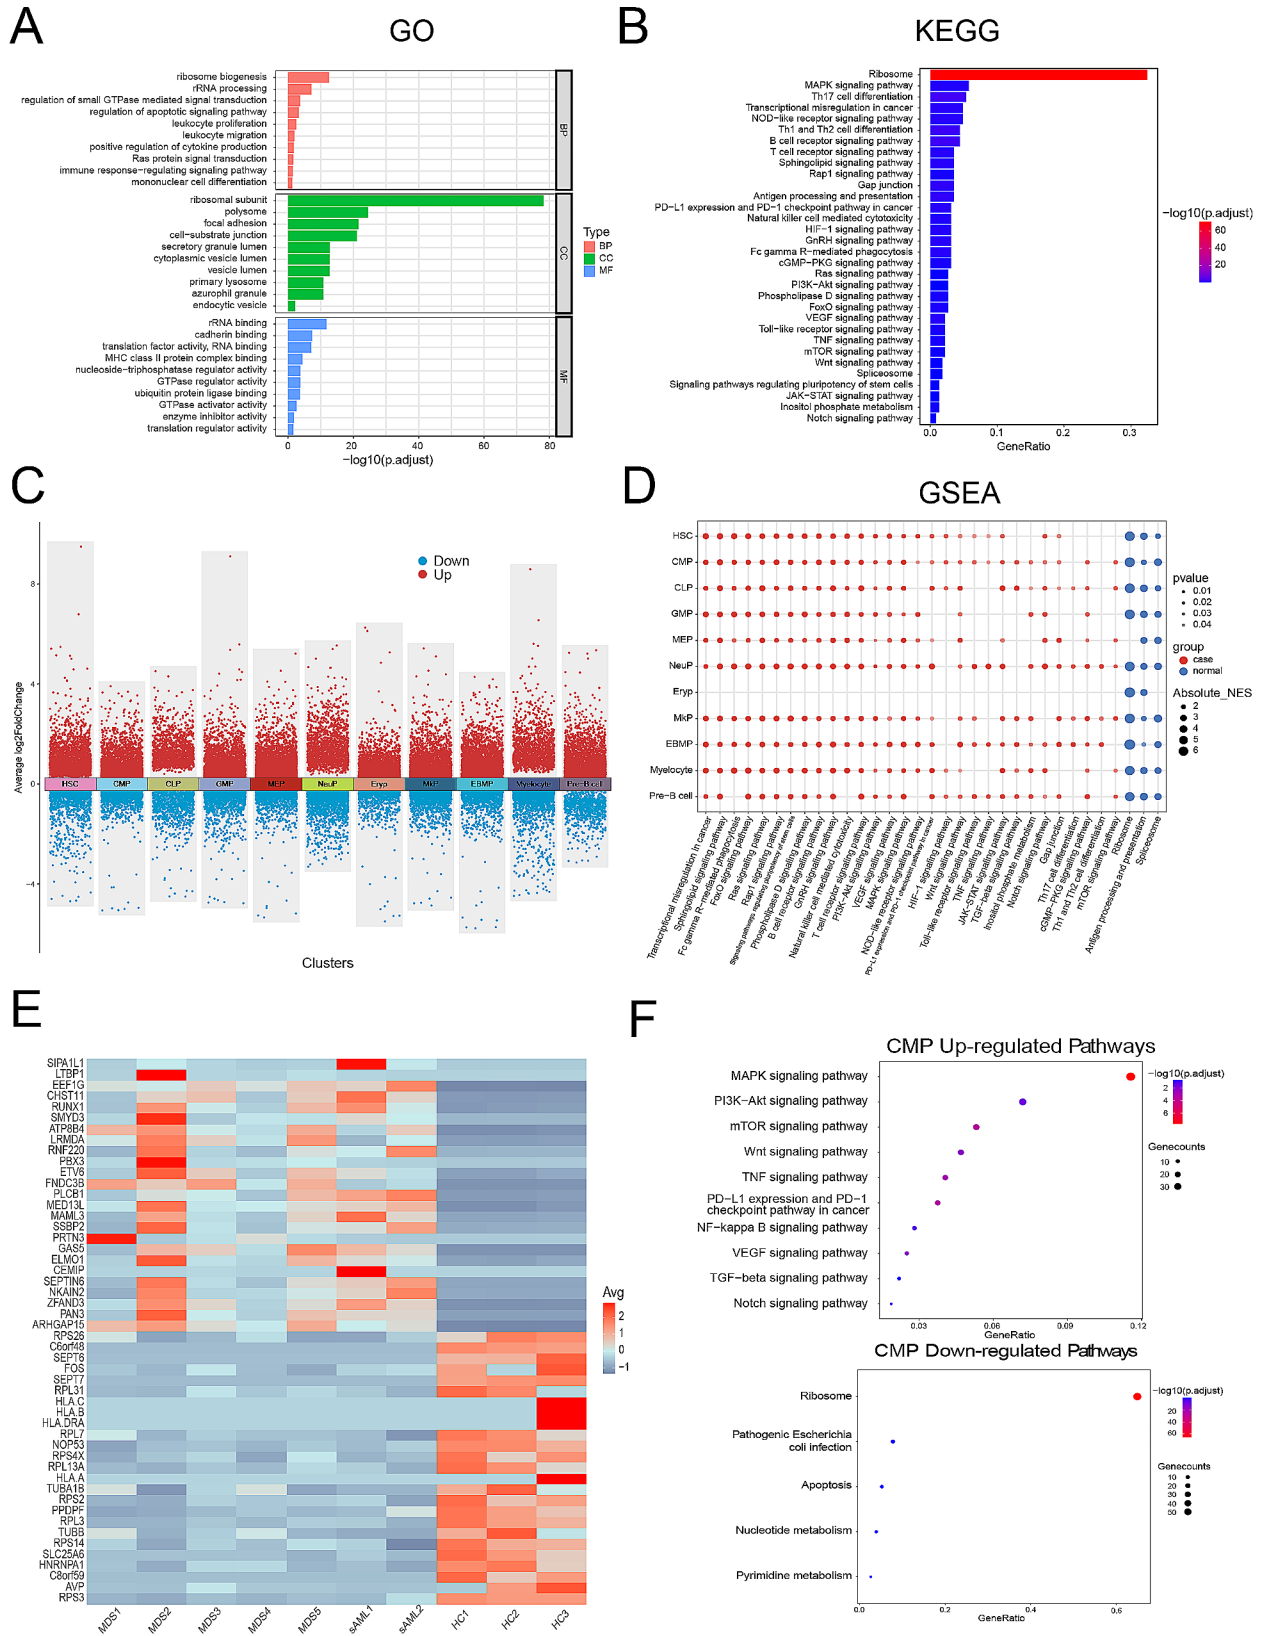 A
GO
ribosome biogenesis
rRNA processing
regulation of small GTPase mediated signal transduction
regulation of apoptotic signaling pathway
leukocyte proliferation
leukocyte migration
positive regulation of cytokine production
Ras protein signal transduction
immune response−regulating signaling pathway
mononuclear cell differentiation
BP
ribosomal subunit
polysome
focal adhesion
cell−substrate junction
secretory granule lumen
cytoplasmic vesicle lumen
vesicle lumen
primary lysosome
azurophil granule
endocytic vesicle
CC
rRNA binding
cadherin binding
translation factor activity, RNA binding
MHC class II protein complex binding
nucleoside−triphosphatase regulator activity
GTPase regulator activity
ubiquitin protein ligase binding
GTPase activator activity
enzyme inhibitor activity
translation regulator activity
MF
0 20 40 60 80
−log10(p.adjust)
Type
BP
CC
MF
B
KEGG
Ribosome
MAPK signaling pathway
Th17 cell differentiation
Transcriptional misregulation in cancer
NOD−like receptor signaling pathway
Th1 and Th2 cell differentiation
B cell receptor signaling pathway
T cell receptor signaling pathway
Sphingolipid signaling pathway
Rap1 signaling pathway
Gap junction
Antigen processing and presentation
PD−L1 expression and PD−1 checkpoint pathway in cancer
Natural killer cell mediated cytotoxicity
HIF−1 signaling pathway
GnRH signaling pathway
Fc gamma R−mediated phagocytosis
cGMP−PKG signaling pathway
Ras signaling pathway
PI3K−Akt signaling pathway
Phospholipase D signaling pathway
FoxO signaling pathway
VEGF signaling pathway
Toll−like receptor signaling pathway
TNF signaling pathway
mTOR signaling pathway
Wnt signaling pathway
Spliceosome
Signaling pathways regulating pluripotency of stem cells
JAK−STAT signaling pathway
Inositol phosphate metabolism
Notch signaling pathway
0.0 0.1 0.2 0.3
GeneRatio
−log10(p.adjust)
60
40
20
C
Average log2FoldChange
8
4
0
−4
Down
Up
HSC CMP CLP GMP MEP NeuP Eryp MkP EBMP Myelocyte Pre−B cell
Clusters
D
GSEA
HSC
CMP
CLP
GMP
MEP
NeuP
Eryp
MkP
EBMP
Myelocyte
Pre−B cell
Transcriptional misregulation in cancer
Sphingolipid signaling pathway
Fc gamma R−mediated phagocytosis
FoxO signaling pathway
Ras signaling pathway
Rap1 signaling pathway
Signaling pathways regulating pluripotency of stem cells
Phospholipase D signaling pathway
B cell receptor signaling pathway
GnRH signaling pathway
Natural killer cell mediated cytotoxicity
T cell receptor signaling pathway
PI3K−Akt signaling pathway
VEGF signaling pathway
MAPK signaling pathway
NOD−like receptor signaling pathway
PD−L1 expression and PD−1 checkpoint pathway in cancer
HIF−1 signaling pathway
Wnt signaling pathway
Toll−like receptor signaling pathway
TNF signaling pathway
JAK−STAT signaling pathway
TGF−beta signaling pathway
Inositol phosphate metabolism
Notch signaling pathway
Gap junction
Th17 cell differentiation
cGMP−PKG signaling pathway
Th1 and Th2 cell differentiation
mTOR signaling pathway
Ribosome
Antigen processing and presentation
Spliceosome
pvalue
0.01
0.02
0.03
0.04
group
case
normal
Absolute_NES
2
3
4
5
6
E
SIPA1L1
LTBP1
EEF1G
CHST11
RUNX1
SMYD3
ATP8B4
LRMDA
RNF220
PBX3
ETV6
FNDC3B
PLCB1
MED13L
MAML3
SSBP2
PRTN3
GAS5
ELMO1
CEMIP
SEPTIN6
NKAIN2
ZFAND3
PAN3
ARHGAP15
RPS26
C6orf48
SEPT6
FOS
SEPT7
RPL31
HLA.C
HLA.B
HLA.DRA
RPL7
NOP53
RPS4X
RPL13A
HLA.A
TUBA1B
RPS2
PPDPF
RPL3
TUBB
RPS14
SLC25A6
HNRNPA1
C8orf59
AVP
RPS3
MDS1 MDS2 MDS3 MDS4 MDS5 sAML1 sAML2 HC1 HC2 HC3
Avg
2
1
0
−1
F
CMP Up-regulated Pathways
MAPK signaling pathway
PI3K−Akt signaling pathway
mTOR signaling pathway
Wnt signaling pathway
TNF signaling pathway
PD−L1 expression and PD−1
checkpoint pathway in cancer
NF−kappa B signaling pathway
VEGF signaling pathway
TGF−beta signaling pathway
Notch signaling pathway
0.03 0.06 0.09 0.12
GeneRatio
−log10(p.adjust)
2
4
6
Genecounts
10
20
30
CMP Down-regulated Pathways
Ribosome
Pathogenic Escherichia
coli infection
Apoptosis
Nucleotide metabolism
Pyrimidine metabolism
0.0 0.2 0.4 0.6
GeneRatio
−log10(p.adjust)
20
40
60
Genecounts
10
20
30
40
50